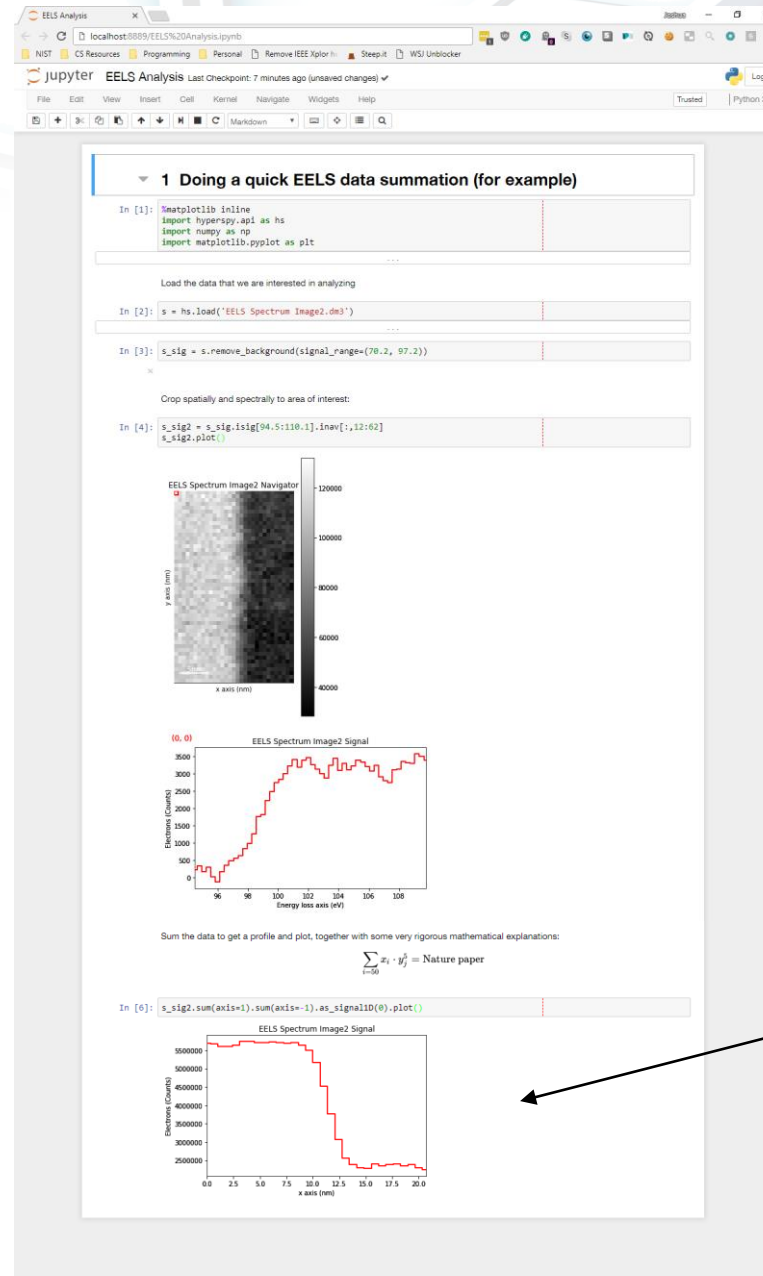 EELS Analysis
Joshua
localhost:8889/EELS%20Analysis.ipynb
NIST CS Resources Programming Personal Remove IEEE Xplor Steep.it WSJ Unblocker
jupyter EELS Analysis Last Checkpoint: 7 minutes ago (unsaved changes)
Log
File Edit View Insert Cell Kernel Navigate Widgets Help
Trusted
Python
Markdown
1 Doing a quick EELS data summation (for example)
In [1]: %matplotlib inline
import hyperspy.api as hs
import numpy as np
import matplotlib.pyplot as plt
...
Load the data that we are interested in analyzing
In [2]: s = hs.load('EELS Spectrum Image2.dm3')
...
In [3]: s_sig = s.remove_background(signal_range=(70.2, 97.2))
Crop spatially and spectrally to area of interest:
In [4]: s_sig2 = s_sig.isig[94.5:110.1].inav[:,12:62]
s_sig2.plot()
EELS Spectrum Image2 Navigator
120000
100000
80000
60000
40000
y axis (nm)
x axis (nm)
(0, 0)
EELS Spectrum Image2 Signal
3500
3000
2500
2000
1500
1000
500
0
Electrons (Counts)
96 98 100 102 104 106 108
Energy loss axis (eV)
Sum the data to get a profile and plot, together with some very rigorous mathematical explanations:
∑ x_i · y_j^5 = Nature paper
i=50
In [6]: s_sig2.sum(axis=1).sum(axis=-1).as_signal1D(0).plot()
EELS Spectrum Image2 Signal
5500000
5000000
4500000
4000000
3500000
3000000
2500000
Electrons (Counts)
0.0 2.5 5.0 7.5 10.0 12.5 15.0 17.5 20.0
x axis (nm)